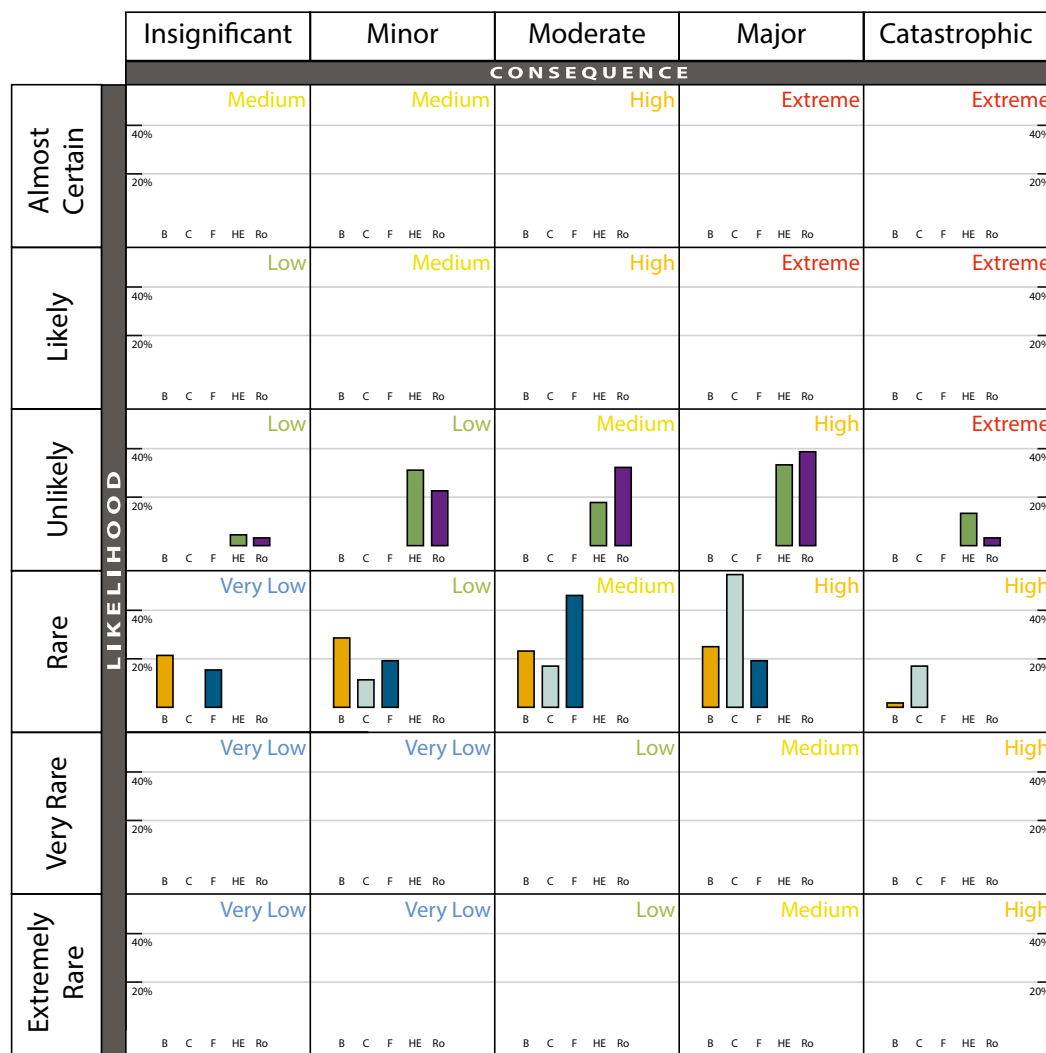 Insignificant Minor Moderate Major Catastrophic
CONSEQUENCE
LIKELIHOOD
Almost
Certain
Medium Medium High Extreme Extreme
40% 40%
20% 20%
B C F HE Ro B C F HE Ro B C F HE Ro B C F HE Ro B C F HE Ro
Likely
Low Medium High Extreme Extreme
40% 40%
20% 20%
B C F HE Ro B C F HE Ro B C F HE Ro B C F HE Ro B C F HE Ro
Unlikely
Low Low Medium High Extreme
40% 40%
20% 20%
B C F HE Ro B C F HE Ro B C F HE Ro B C F HE Ro B C F HE Ro
Rare
Very Low Low Medium High High
40% 40%
20% 20%
B C F HE Ro B C F HE Ro B C F HE Ro B C F HE Ro B C F HE Ro
Very Rare
Very Low Very Low Low Medium High
40% 40%
20% 20%
B C F HE Ro B C F HE Ro B C F HE Ro B C F HE Ro B C F HE Ro
Extremely
Rare
Very Low Very Low Low Medium High
40% 40%
20% 20%
B C F HE Ro B C F HE Ro B C F HE Ro B C F HE Ro B C F HE Ro